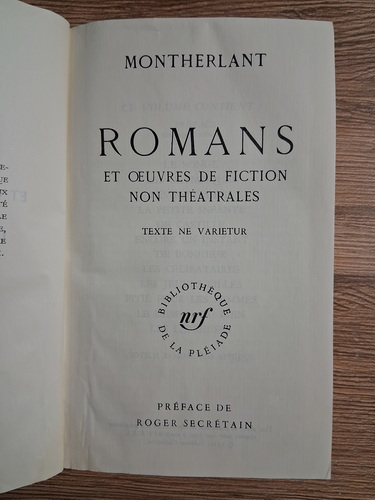 MONTHERLANT
ROMANS
ET ŒUVRES DE FICTION
NON THÉATRALES
TEXTE NE VARIETUR
BIBLIOTHÈQUE
nrf
DE LA PLÉIADE
PRÉFACE DE
ROGER SECRÉTAIN